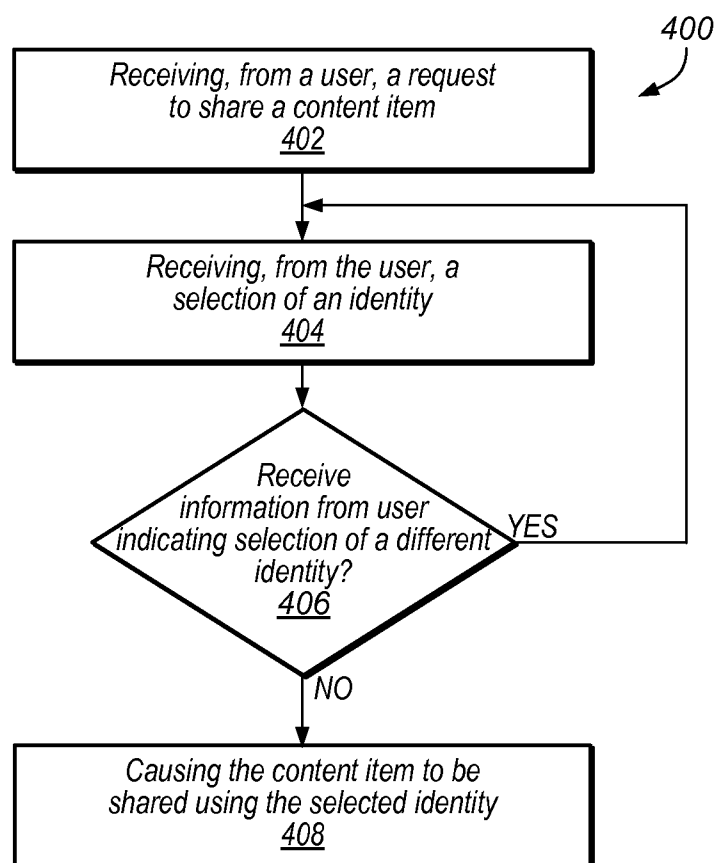 400
Receiving, from a user, a request
to share a content item
402
Receiving, from the user, a
selection of an identity
404
Receive
information from user
indicating selection of a different
identity?
406
YES
NO
Causing the content item to be
shared using the selected identity
408